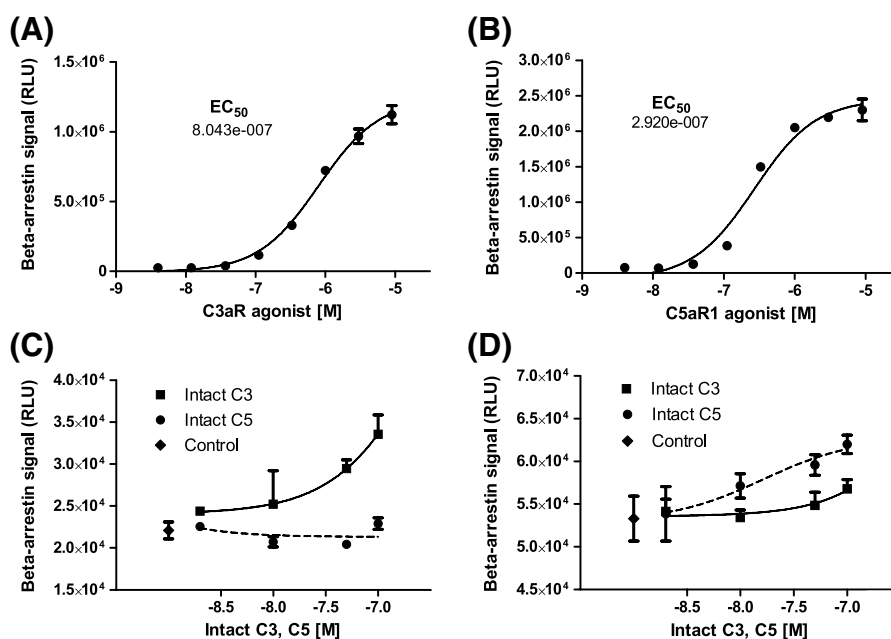 (A)
Beta-arrestin signal (RLU)
1.5×10⁶
1.0×10⁶
5.0×10⁵
0
EC₅₀
8.043e-007
-9 -8 -7 -6 -5
C3aR agonist [M]
(B)
Beta-arrestin signal (RLU)
3.0×10⁶
2.5×10⁶
2.0×10⁶
1.5×10⁶
1.0×10⁶
5.0×10⁵
0
EC₅₀
2.920e-007
-9 -8 -7 -6 -5
C5aR1 agonist [M]
(C)
Beta-arrestin signal (RLU)
4.0×10⁴
3.5×10⁴
3.0×10⁴
2.5×10⁴
2.0×10⁴
1.5×10⁴
Intact C3
Intact C5
Control
-8.5 -8.0 -7.5 -7.0
Intact C3, C5 [M]
(D)
Beta-arrestin signal (RLU)
7.0×10⁴
6.5×10⁴
6.0×10⁴
5.5×10⁴
5.0×10⁴
4.5×10⁴
Intact C3
Intact C5
Control
-8.5 -8.0 -7.5 -7.0
Intact C3, C5 [M]